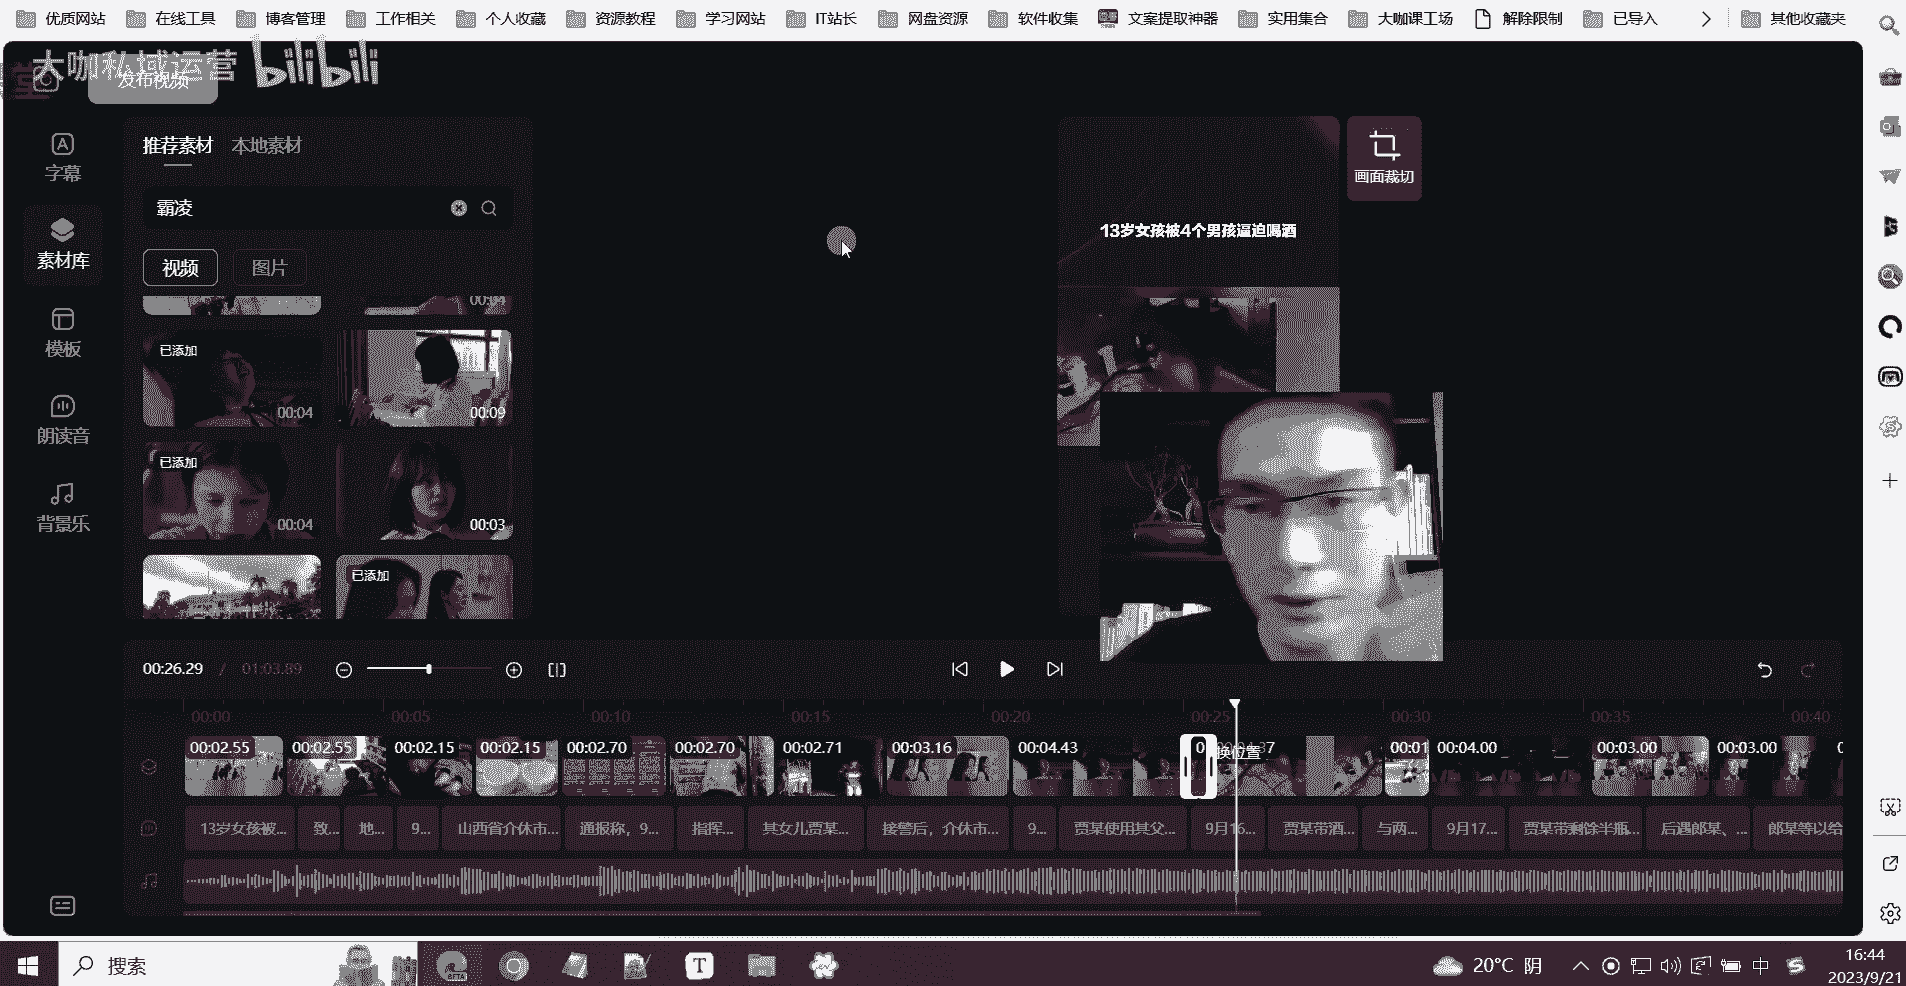 优质网站 在线工具 博客管理 工作相关 个人收藏 资源教程 学习网站 IT站长 网盘资源 软件收集 文案提取神器 实用集合 大咖课工场 解除限制 已导入 其他收藏夹
大咖私域运营 bilibili
发布视频
字幕
素材库
模板
朗读音
背景乐
推荐素材 本地素材
霸凌
视频 图片
00:04
已添加 00:04 00:09
已添加 00:04 00:03
已添加
画面裁切
13岁女孩被4个男孩逼迫喝酒
00:26.29 / 01:03.89
00:00 00:05 00:10 00:15 00:20 00:25 00:30 00:35 00:40
00:02.55 00:02.55 00:02.15 00:02.15 00:02.70 00:02.70 00:02.71 00:03.16 00:04.43 换位置 37 00:01 00:04.00 00:03.00 00:03.00
13岁女孩被... 致... 地... 9... 山西省介休市... 通报称，9... 指挥... 其女儿贾某... 接警后，介休市... 9... 贾某使用其父... 9月16... 贾某带酒... 与两... 9月17... 贾某带剩馀半瓶... 后遇郎某、... 郎某等以给
搜索
BETA
T
20°C 阴
中
16:44
2023/9/21